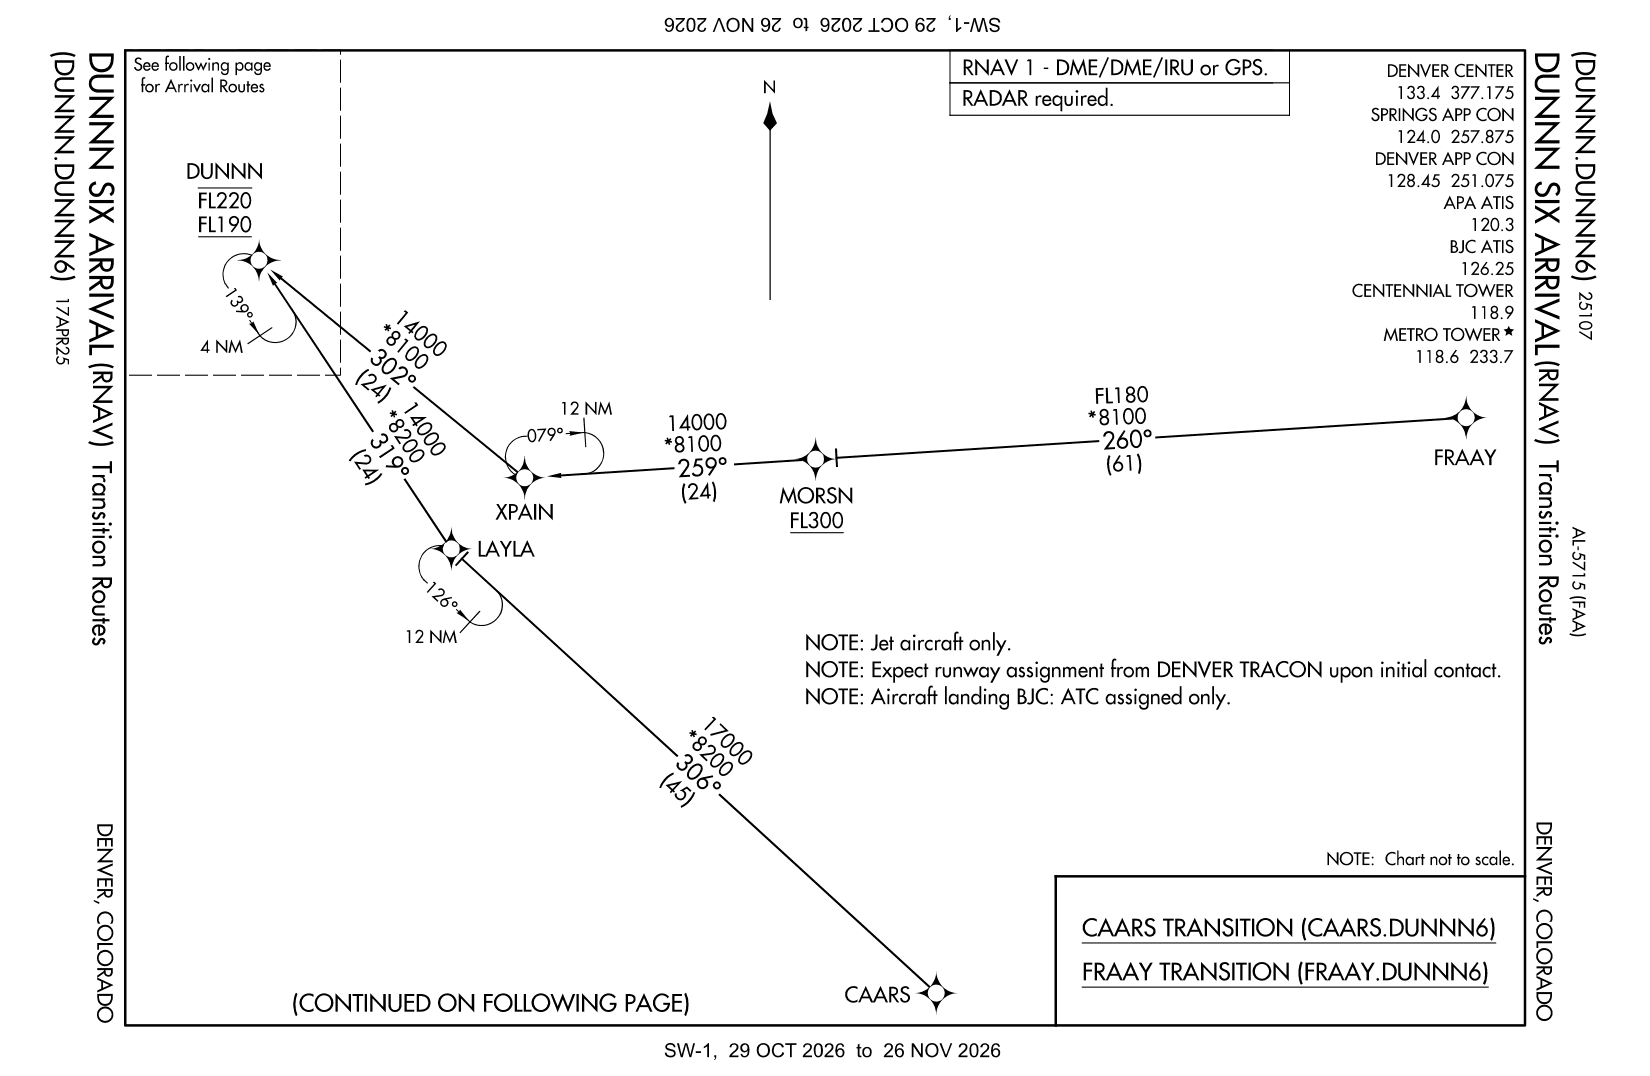 SW-1, 29 OCT 2026 to 26 NOV 2026
(DUNNN.DUNNN6) 17APR25
DUNNN SIX ARRIVAL (RNAV) Transition Routes
DENVER, COLORADO
See following page
for Arrival Routes
RNAV 1 - DME/DME/IRU or GPS.
RADAR required.
N
DENVER CENTER
133.4 377.175
SPRINGS APP CON
124.0 257.875
DENVER APP CON
128.45 251.075
APA ATIS
120.3
BJC ATIS
126.25
CENTENNIAL TOWER
118.9
METRO TOWER★
118.6 233.7
DUNNN
FL220
FL190
139°
4 NM
14000
*8100
302°
(24)
14000
*8200
319°
(24)
12 NM
079°
XPAIN
14000
*8100
259°
(24)
MORSN
FL300
FL180
*8100
260°
(61)
FRAAY
LAYLA
126°
12 NM
17000
*8200
306°
(45)
CAARS
NOTE: Jet aircraft only.
NOTE: Expect runway assignment from DENVER TRACON upon initial contact.
NOTE: Aircraft landing BJC: ATC assigned only.
NOTE: Chart not to scale.
CAARS TRANSITION (CAARS.DUNNN6)
FRAAY TRANSITION (FRAAY.DUNNN6)
(CONTINUED ON FOLLOWING PAGE)
DUNNN SIX ARRIVAL (RNAV) Transition Routes
DENVER, COLORADO
(DUNNN.DUNNN6) 25107
AL-5715 (FAA)
SW-1, 29 OCT 2026 to 26 NOV 2026